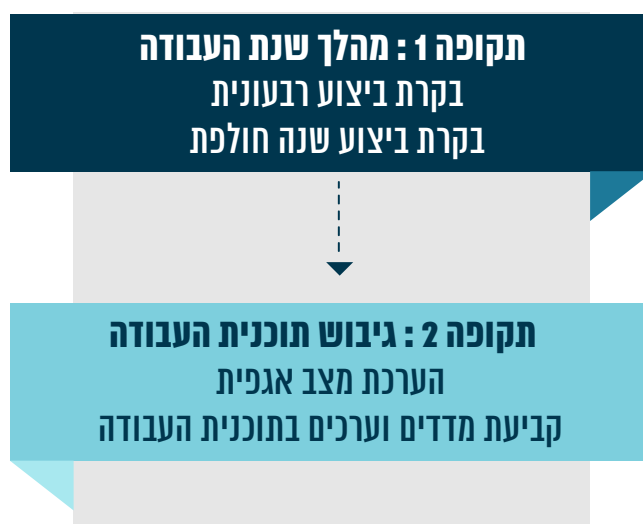 תקופה 1 : מהלך שנת העבודה
בקרת ביצוע רבעונית
בקרת ביצוע שנה חולפת
תקופה 2 : גיבוש תוכנית העבודה
הערכת מצב אגפית
קביעת מדדים וערכים בתוכנית העבודה